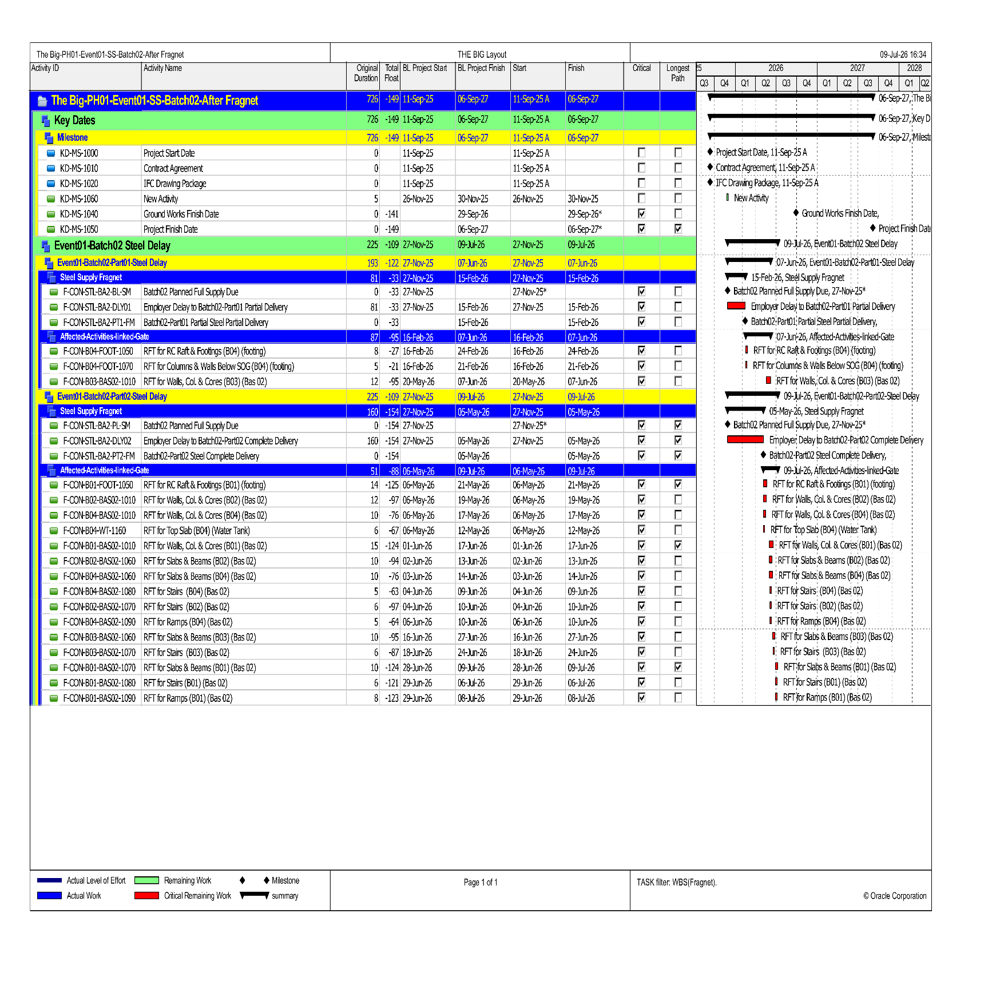 The Big-PH01-Event01-SS-Batch02-After Fragnet THE BIG Layout 09-Jul-26 16:34
Activity ID Activity Name Original Duration Total Float BL Project Start BL Project Finish Start Finish Critical Longest Path 25 2026 2027 2028
Q3 Q4 Q1 Q2 Q3 Q4 Q1 Q2 Q3 Q4 Q1 Q2
The Big-PH01-Event01-SS-Batch02-After Fragnet 726 -149 11-Sep-25 06-Sep-27 11-Sep-25 A 06-Sep-27 06-Sep-27, The Bi
Key Dates 726 -149 11-Sep-25 06-Sep-27 11-Sep-25 A 06-Sep-27 06-Sep-27, Key D
Milestone 726 -149 11-Sep-25 06-Sep-27 11-Sep-25 A 06-Sep-27 06-Sep-27, Milest
KD-MS-1000 Project Start Date 0 11-Sep-25 11-Sep-25 A Project Start Date, 11-Sep-25 A
KD-MS-1010 Contract Agreement 0 11-Sep-25 11-Sep-25 A Contract Agreement, 11-Sep-25 A
KD-MS-1020 IFC Drawing Package 0 11-Sep-25 11-Sep-25 A IFC Drawing Package, 11-Sep-25 A
KD-MS-1060 New Activity 5 26-Nov-25 30-Nov-25 26-Nov-25 30-Nov-25 New Activity
KD-MS-1040 Ground Works Finish Date 0 -141 29-Sep-26 29-Sep-26* Ground Works Finish Date,
KD-MS-1050 Project Finish Date 0 -149 06-Sep-27 06-Sep-27* Project Finish Date
Event01-Batch02 Steel Delay 225 -109 27-Nov-25 09-Jul-26 27-Nov-25 09-Jul-26 09-Jul-26, Event01-Batch02 Steel Delay
Event01-Batch02-Part01-Steel Delay 193 -122 27-Nov-25 07-Jun-26 27-Nov-25 07-Jun-26 07-Jun-26, Event01-Batch02-Part01-Steel Delay
Steel Supply Fragnet 81 -33 27-Nov-25 15-Feb-26 27-Nov-25 15-Feb-26 15-Feb-26, Steel Supply Fragnet
F-CON-STL-BA2-BL-SM Batch02 Planned Full Supply Due 0 -33 27-Nov-25 27-Nov-25* Batch02 Planned Full Supply Due, 27-Nov-25*
F-CON-STL-BA2-DLY01 Employer Delay to Batch02-Part01 Partial Delivery 81 -33 27-Nov-25 15-Feb-26 27-Nov-25 15-Feb-26 Employer Delay to Batch02-Part01 Partial Delivery
F-CON-STL-BA2-PT1-FM Batch02-Part01 Partial Steel Partial Delivery 0 -33 15-Feb-26 15-Feb-26 Batch02-Part01 Partial Steel Partial Delivery,
Affected-Activities-linked-Gate 87 -95 16-Feb-26 07-Jun-26 16-Feb-26 07-Jun-26 07-Jun-26, Affected-Activities-linked-Gate
F-CON-B04-FOOT-1050 RFT for RC Raft & Footings (B04) (footing) 8 -27 16-Feb-26 24-Feb-26 16-Feb-26 24-Feb-26 RFT for RC Raft & Footings (B04) (footing)
F-CON-B04-FOOT-1070 RFT for Columns & Walls Below SOG (B04) (footing) 5 -21 16-Feb-26 21-Feb-26 16-Feb-26 21-Feb-26 RFT for Columns & Walls Below SOG (B04) (footing)
F-CON-B03-BAS02-1010 RFT for Walls, Col. & Cores (B03) (Bas 02) 12 -95 20-May-26 07-Jun-26 20-May-26 07-Jun-26 RFT for Walls, Col. & Cores (B03) (Bas 02)
Event01-Batch02-Part02-Steel Delay 225 -109 27-Nov-25 09-Jul-26 27-Nov-25 09-Jul-26 09-Jul-26, Event01-Batch02-Part02-Steel Delay
Steel Supply Fragnet 160 -154 27-Nov-25 05-May-26 27-Nov-25 05-May-26 05-May-26, Steel Supply Fragnet
F-CON-STL-BA2-PL-SM Batch02 Planned Full Supply Due 0 -154 27-Nov-25 27-Nov-25* Batch02 Planned Full Supply Due, 27-Nov-25*
F-CON-STL-BA2-DLY02 Employer Delay to Batch02-Part02 Complete Delivery 160 -154 27-Nov-25 05-May-26 27-Nov-25 05-May-26 Employer Delay to Batch02-Part02 Complete Delivery
F-CON-STL-BA2-PT2-FM Batch02-Part02 Steel Complete Delivery 0 -154 05-May-26 05-May-26 Batch02-Part02 Steel Complete Delivery,
Affected-Activities-linked-Gate 51 -88 06-May-26 09-Jul-26 06-May-26 09-Jul-26 09-Jul-26, Affected-Activities-linked-Gate
F-CON-B01-FOOT-1050 RFT for RC Raft & Footings (B01) (footing) 14 -125 06-May-26 21-May-26 06-May-26 21-May-26 RFT for RC Raft & Footings (B01) (footing)
F-CON-B02-BAS02-1010 RFT for Walls, Col. & Cores (B02) (Bas 02) 12 -97 06-May-26 19-May-26 06-May-26 19-May-26 RFT for Walls, Col. & Cores (B02) (Bas 02)
F-CON-B04-BAS02-1010 RFT for Walls, Col. & Cores (B04) (Bas 02) 10 -76 06-May-26 17-May-26 06-May-26 17-May-26 RFT for Walls, Col. & Cores (B04) (Bas 02)
F-CON-B04-WT-1160 RFT for Top Slab (B04) (Water Tank) 6 -67 06-May-26 12-May-26 06-May-26 12-May-26 RFT for Top Slab (B04) (Water Tank)
F-CON-B01-BAS02-1010 RFT for Walls, Col. & Cores (B01) (Bas 02) 15 -124 01-Jun-26 17-Jun-26 01-Jun-26 17-Jun-26 RFT for Walls, Col. & Cores (B01) (Bas 02)
F-CON-B02-BAS02-1060 RFT for Slabs & Beams (B02) (Bas 02) 10 -94 02-Jun-26 13-Jun-26 02-Jun-26 13-Jun-26 RFT for Slabs & Beams (B02) (Bas 02)
F-CON-B04-BAS02-1060 RFT for Slabs & Beams (B04) (Bas 02) 10 -76 03-Jun-26 14-Jun-26 03-Jun-26 14-Jun-26 RFT for Slabs & Beams (B04) (Bas 02)
F-CON-B04-BAS02-1080 RFT for Stairs (B04) (Bas 02) 5 -63 04-Jun-26 09-Jun-26 04-Jun-26 09-Jun-26 RFT for Stairs (B04) (Bas 02)
F-CON-B02-BAS02-1070 RFT for Stairs (B02) (Bas 02) 6 -97 04-Jun-26 10-Jun-26 04-Jun-26 10-Jun-26 RFT for Stairs (B02) (Bas 02)
F-CON-B04-BAS02-1090 RFT for Ramps (B04) (Bas 02) 5 -64 06-Jun-26 10-Jun-26 06-Jun-26 10-Jun-26 RFT for Ramps (B04) (Bas 02)
F-CON-B03-BAS02-1060 RFT for Slabs & Beams (B03) (Bas 02) 10 -95 16-Jun-26 27-Jun-26 16-Jun-26 27-Jun-26 RFT for Slabs & Beams (B03) (Bas 02)
F-CON-B03-BAS02-1070 RFT for Stairs (B03) (Bas 02) 6 -87 18-Jun-26 24-Jun-26 18-Jun-26 24-Jun-26 RFT for Stairs (B03) (Bas 02)
F-CON-B01-BAS02-1070 RFT for Slabs & Beams (B01) (Bas 02) 10 -124 28-Jun-26 09-Jul-26 28-Jun-26 09-Jul-26 RFT for Slabs & Beams (B01) (Bas 02)
F-CON-B01-BAS02-1080 RFT for Stairs (B01) (Bas 02) 6 -121 29-Jun-26 06-Jul-26 29-Jun-26 06-Jul-26 RFT for Stairs (B01) (Bas 02)
F-CON-B01-BAS02-1090 RFT for Ramps (B01) (Bas 02) 8 -123 29-Jun-26 08-Jul-26 29-Jun-26 08-Jul-26 RFT for Ramps (B01) (Bas 02)
Actual Level of Effort Remaining Work Milestone Page 1 of 1 TASK filter: WBS(Fragnet).
Actual Work Critical Remaining Work summary © Oracle Corporation